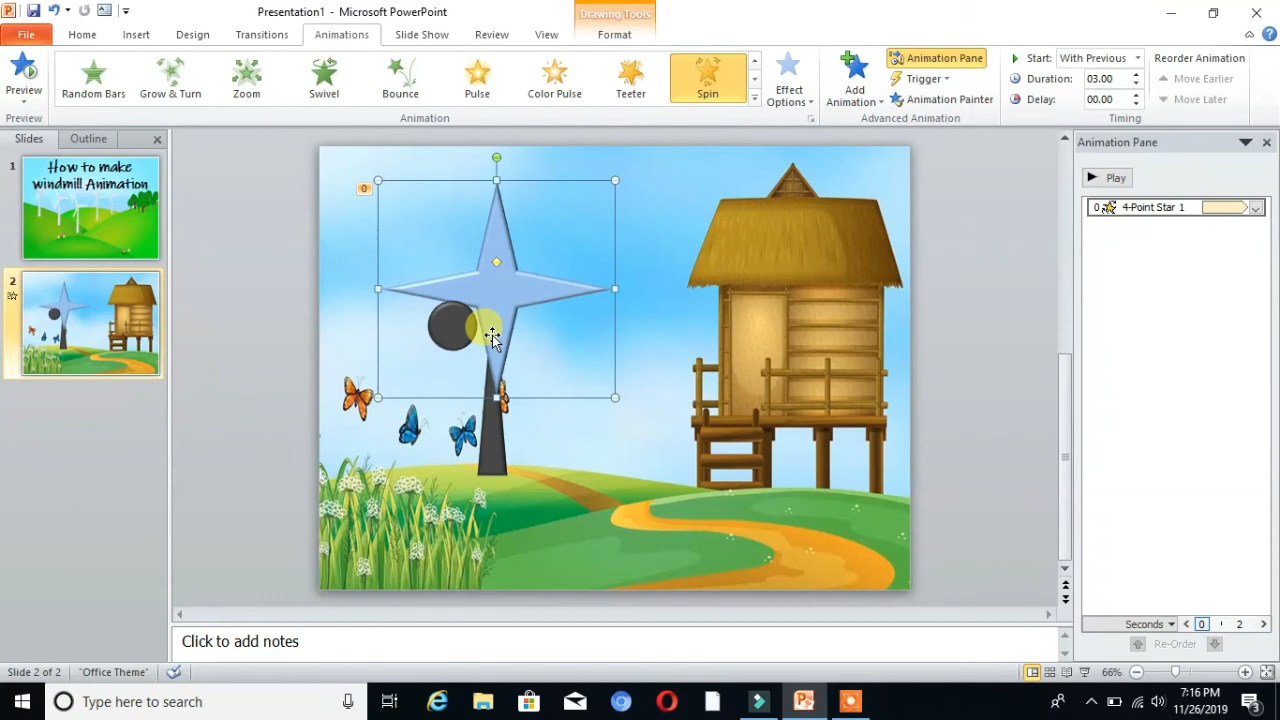 Presentation1 - Microsoft PowerPoint
Drawing Tools
File Home Insert Design Transitions Animations Slide Show Review View Format
Preview
Random Bars Grow & Turn Zoom Swivel Bounce Pulse Color Pulse Teeter Spin
Effect Options
Add Animation
Animation Pane
Trigger
Animation Painter
Start: With Previous
Duration: 03.00
Delay: 00.00
Reorder Animation
Move Earlier
Move Later
Preview Animation Advanced Animation Timing
Slides Outline
1
How to make
windmill Animation
2
0
Animation Pane
Play
0 4-Point Star 1
Seconds 0 2
Re-Order
Click to add notes
Slide 2 of 2 "Office Theme" 66%
Type here to search
7:16 PM
11/26/2019
3